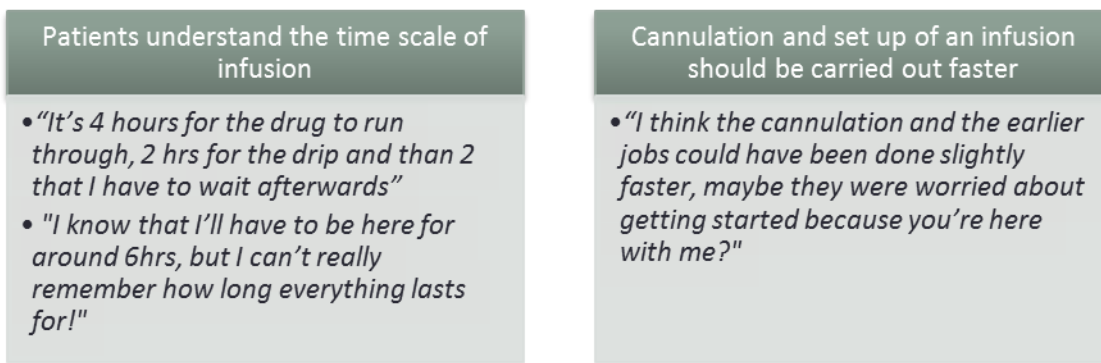 Patients understand the time scale of
infusion
•“It’s 4 hours for the drug to run
through, 2 hrs for the drip and than 2
that I have to wait afterwards”
• "I know that I’ll have to be here for
around 6hrs, but I can’t really
remember how long everything lasts
for!"
Cannulation and set up of an infusion
should be carried out faster
•“I think the cannulation and the earlier
jobs could have been done slightly
faster, maybe they were worried about
getting started because you’re here
with me?"